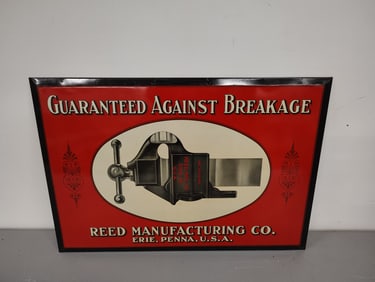 GUARANTEED AGAINST BREAKAGE
REED MANUFACTURING CO.
ERIE, PENNA, U.S.A.